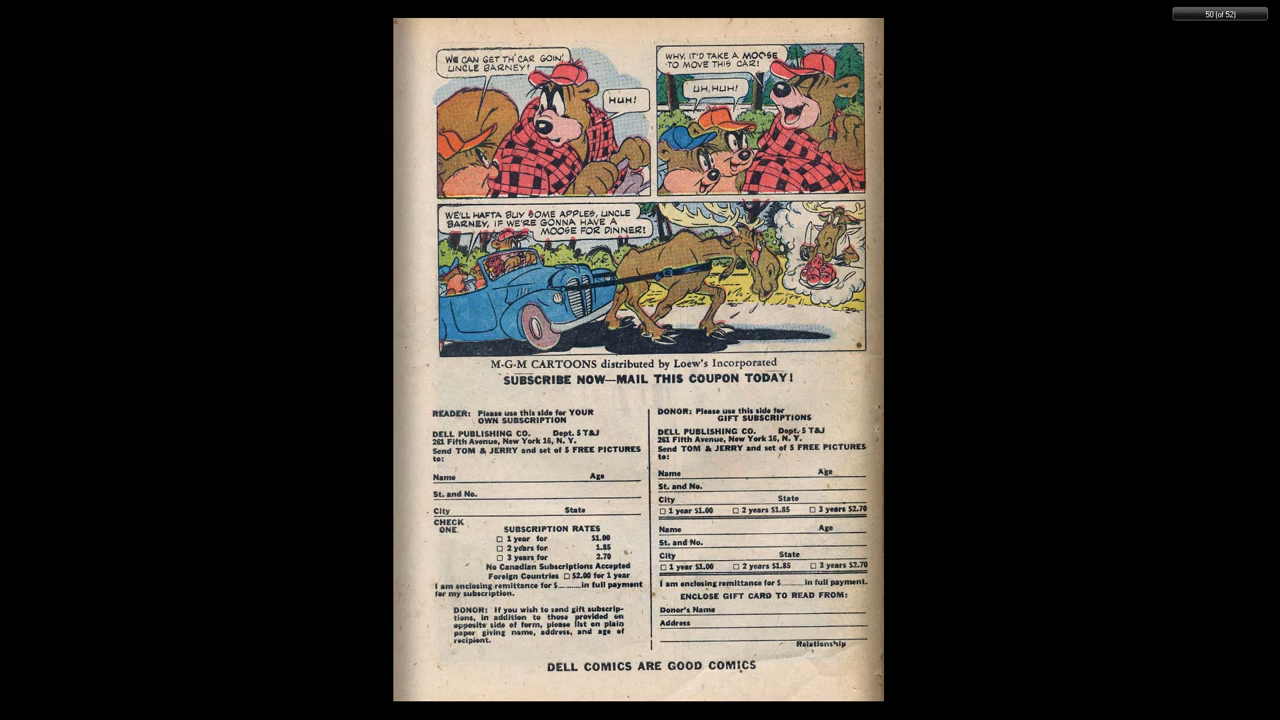 50 (of 52)
WE CAN GET TH' CAR GOIN',
UNCLE BARNEY!
HUH!
WHY, IT'D TAKE A MOOSE
TO MOVE THIS CAR!
UH, HUH!
WE'LL HAFTA BUY SOME APPLES, UNCLE
BARNEY, IF WE'RE GONNA HAVE A
MOOSE FOR DINNER!
M-G-M CARTOONS distributed by Loew's Incorporated
SUBSCRIBE NOW—MAIL THIS COUPON TODAY!
READER: Please use this side for YOUR
OWN SUBSCRIPTION
DELL PUBLISHING CO. Dept. 5 T&J
261 Fifth Avenue, New York 16, N. Y.
Send TOM & JERRY and set of 5 FREE PICTURES
to:
Name Age
St. and No.
City State
CHECK
ONE
SUBSCRIPTION RATES
1 year for $1.00
2 years for 1.85
3 years for 2.70
No Canadian Subscriptions Accepted
Foreign Countries $2.00 for 1 year
I am enclosing remittance for $ in full payment
for my subscription.
DONOR: If you wish to send gift subscrip-
tions, in addition to those provided on
opposite side of form, please list on plain
paper giving name, address, and age of
recipient.
DONOR: Please use this side for
GIFT SUBSCRIPTIONS
DELL PUBLISHING CO. Dept. 5 T&J
261 Fifth Avenue, New York 16, N. Y.
Send TOM & JERRY and set of 5 FREE PICTURES
to:
Name Age
St. and No.
City State
1 year $1.00 2 years $1.85 3 years $2.70
Name Age
St. and No.
City State
1 year $1.00 2 years $1.85 3 years $2.70
I am enclosing remittance for $ in full payment.
ENCLOSE GIFT CARD TO READ FROM:
Donor's Name
Address
Relationship
DELL COMICS ARE GOOD COMICS